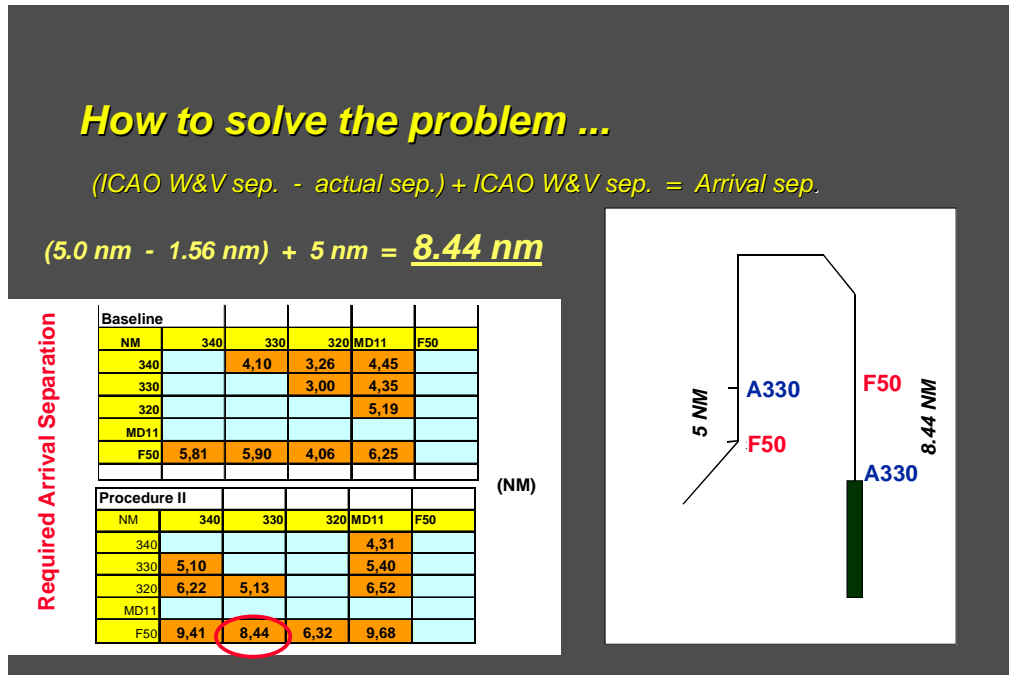 How to solve the problem ...
(ICAO W&V sep. - actual sep.) + ICAO W&V sep. = Arrival sep.
(5.0 nm - 1.56 nm) + 5 nm = 8.44 nm
Required Arrival Separation
Baseline
NM 340 330 320 MD11 F50
340 4,10 3,26 4,45
330 3,00 4,35
320 5,19
MD11
F50 5,81 5,90 4,06 6,25
Procedure II
NM 340 330 320 MD11 F50
340 4,31
330 5,10 5,40
320 6,22 5,13 6,52
MD11
F50 9,41 8,44 6,32 9,68
(NM)
5 NM
A330
F50
F50
8.44 NM
A330